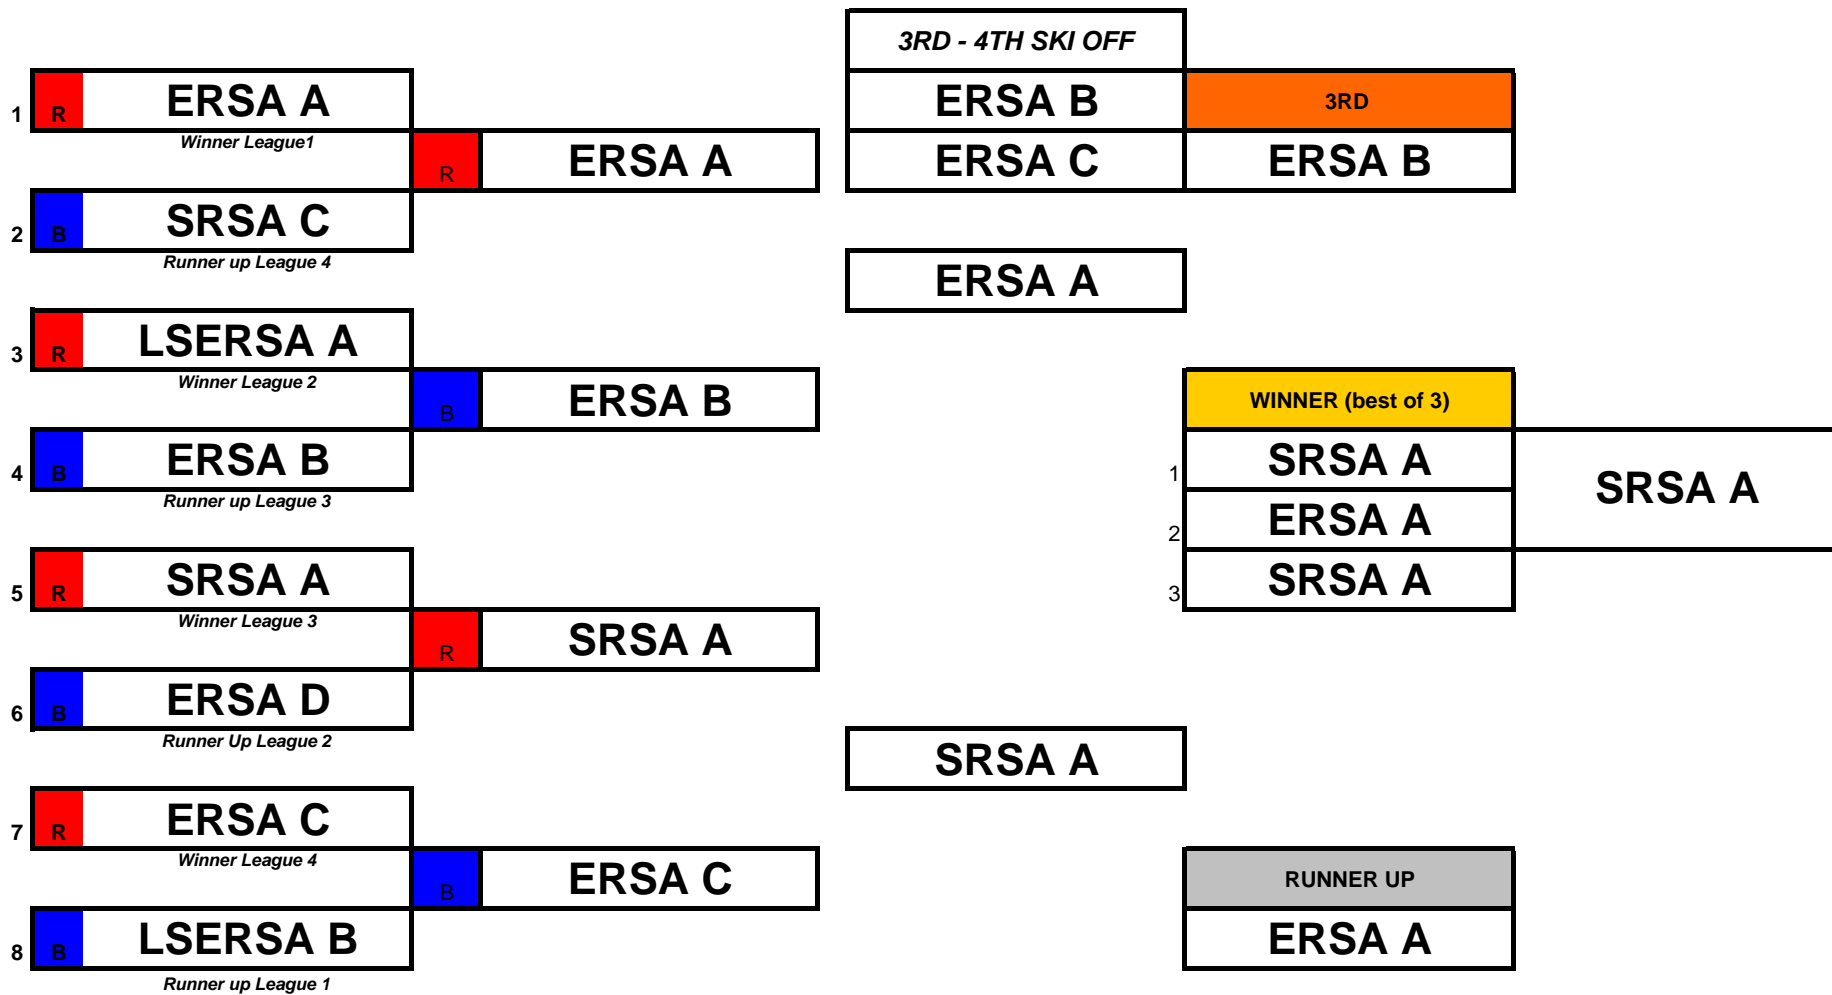 3RD - 4TH SKI OFF
1 R ERSA A
ERSA B 3RD
Winner League1
R ERSA A
ERSA C ERSA B
2 B SRSA C
Runner up League 4
ERSA A
3 R LSERSA A
Winner League 2
B ERSA B
WINNER (best of 3)
4 B ERSA B
1 SRSA A
SRSA A
Runner up League 3
2 ERSA A
5 R SRSA A
3 SRSA A
Winner League 3
R SRSA A
6 B ERSA D
Runner Up League 2
SRSA A
7 R ERSA C
Winner League 4
B ERSA C
RUNNER UP
8 B LSERSA B
ERSA A
Runner up League 1